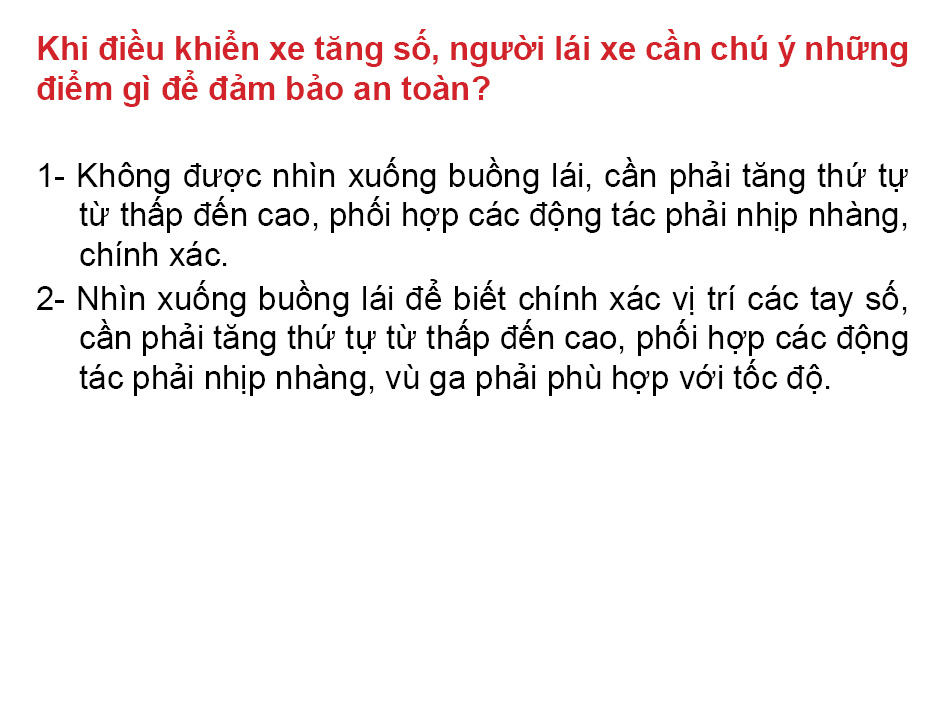 Khi điều khiển xe tăng số, người lái xe cần chú ý những
điểm gì để đảm bảo an toàn?
1- Không được nhìn xuống buồng lái, cần phải tăng thứ tự
từ thấp đến cao, phối hợp các động tác phải nhịp nhàng,
chính xác.
2- Nhìn xuống buồng lái để biết chính xác vị trí các tay số,
cần phải tăng thứ tự từ thấp đến cao, phối hợp các động
tác phải nhịp nhàng, vù ga phải phù hợp với tốc độ.